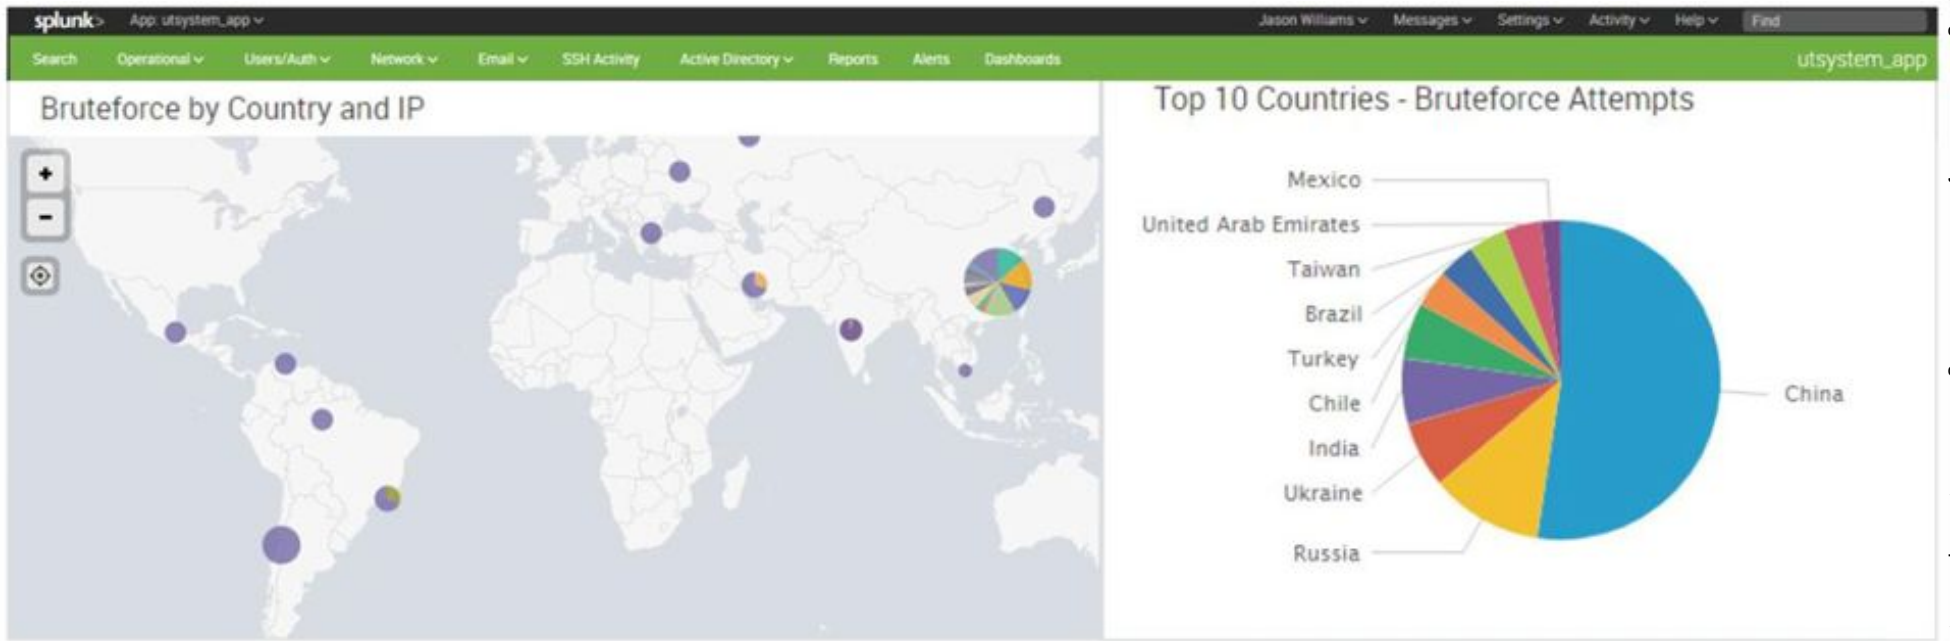 splunk> App: utsystem_app Jason Williams Messages Settings Activity Help Find
Search Operational Users/Auth Network Email SSH Activity Active Directory Reports Alerts Dashboards utsystem_app
Bruteforce by Country and IP
+
-
Top 10 Countries - Bruteforce Attempts
Mexico
United Arab Emirates
Taiwan
Brazil
Turkey
Chile
China
India
Ukraine
Russia